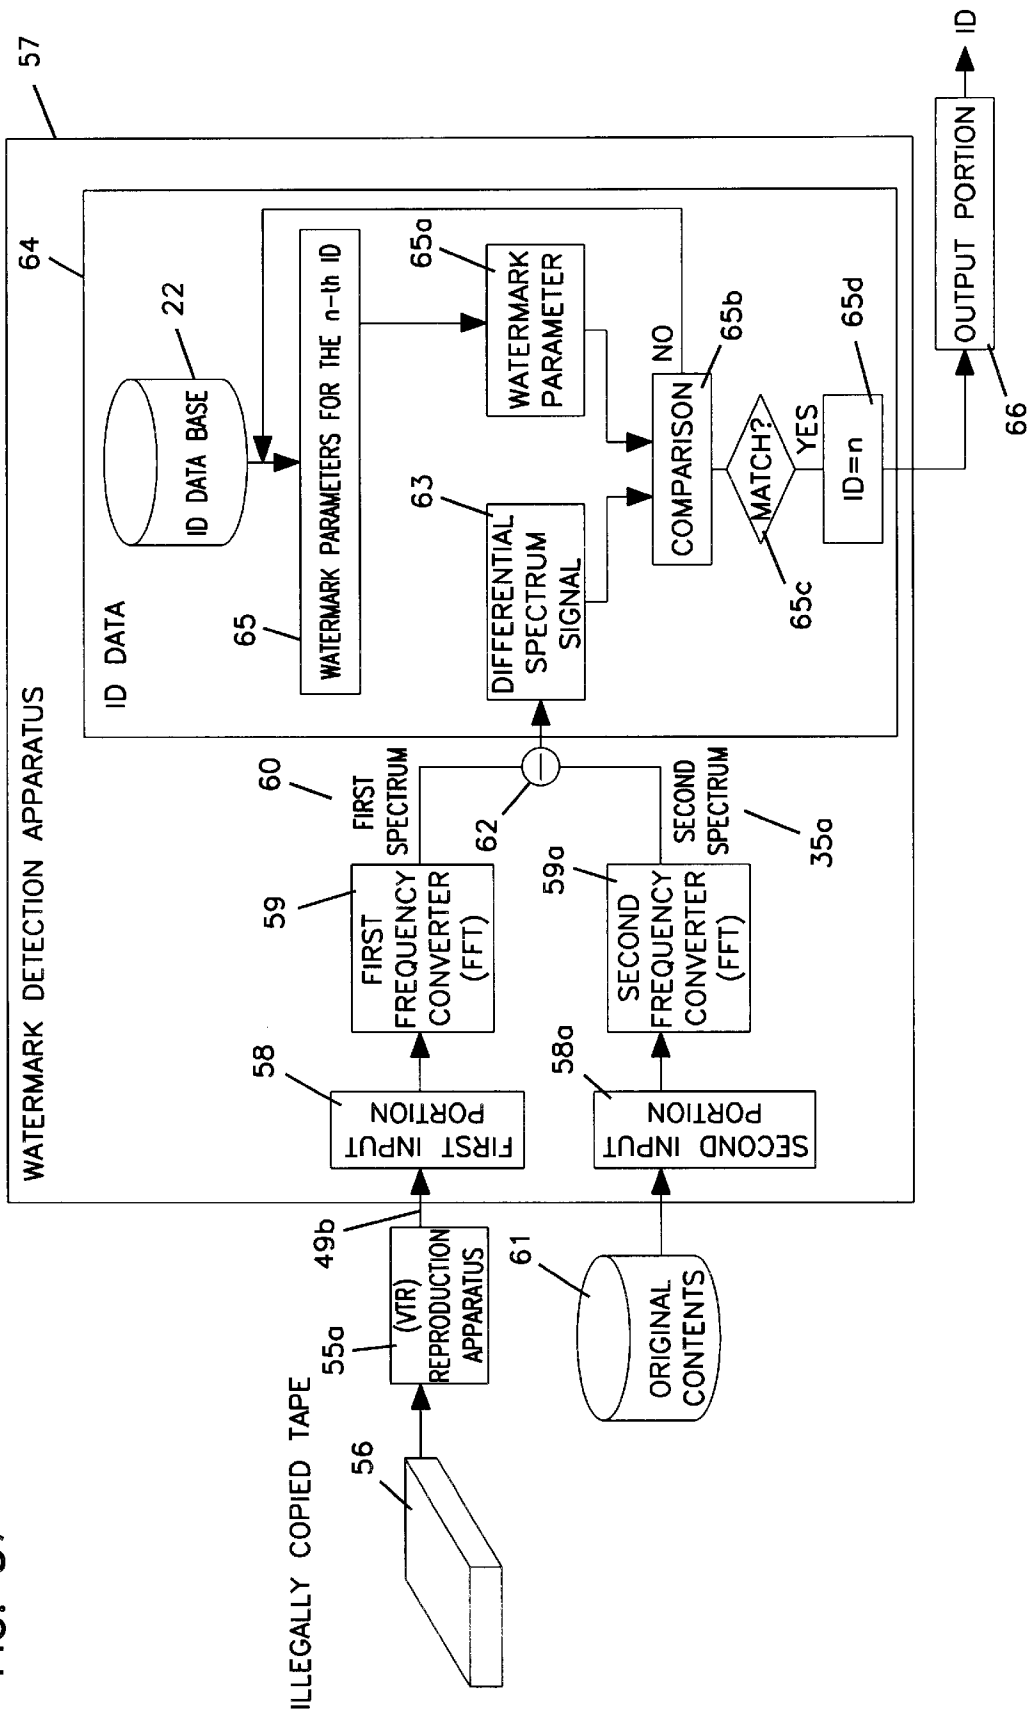 WATERMARK DETECTION APPARATUS
57
64
ID DATA
22
ID DATA BASE
65
WATERMARK PARAMETERS FOR THE n-th ID
65a
WATERMARK
PARAMETER
63
DIFFERENTIAL
SPECTRUM
SIGNAL
NO
65b
COMPARISON
MATCH?
65c
YES
65d
ID=n
OUTPUT PORTION
66
ID
60
FIRST
SPECTRUM
62
SECOND
SPECTRUM
35a
59
FIRST
FREQUENCY
CONVERTER
(FFT)
59a
SECOND
FREQUENCY
CONVERTER
(FFT)
58
FIRST INPUT
PORTION
58a
SECOND INPUT
PORTION
49b
55a
(VTR)
REPRODUCTION
APPARATUS
61
ORIGINAL
CONTENTS
ILLEGALLY COPIED TAPE
56